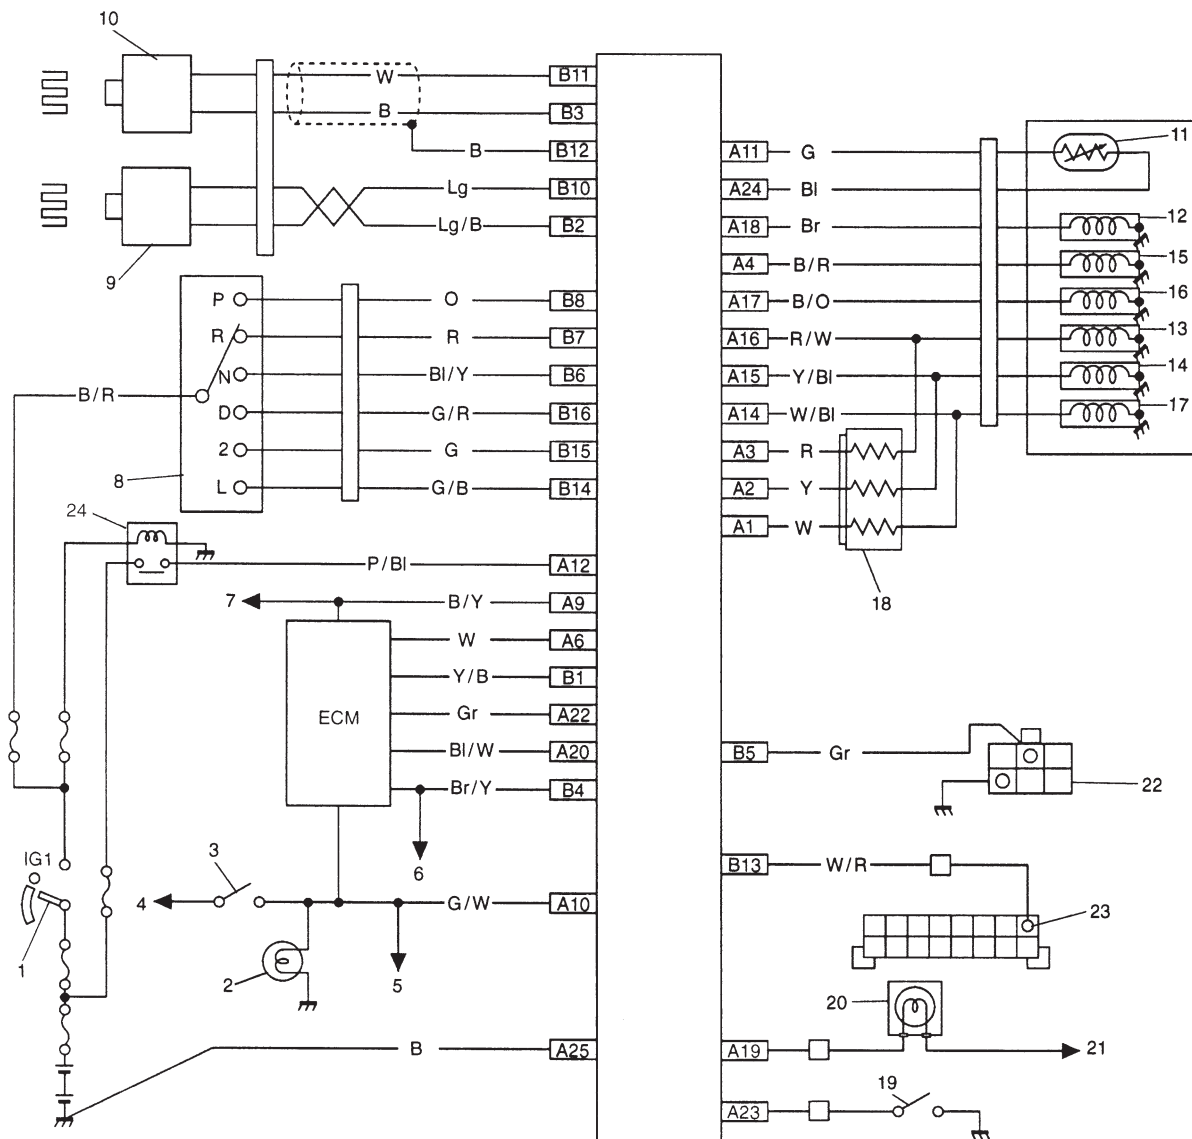 10
W B11
B B3
B B12
Lg B10
Lg/B B2
9
P O B8
R R B7
N Bl/Y B6
B/R
D G/R B16
2 G B15
L G/B B14
8
24
P/Bl A12
7 B/Y A9
W A6
Y/B B1
ECM
Gr A22
Bl/W A20
Br/Y B4
6
IG1
3
4 G/W A10
1
2
5
B A25
11
A11 G
A24 Bl
A18 Br 12
A4 B/R 15
A17 B/O 16
A16 R/W 13
A15 Y/Bl 14
A14 W/Bl 17
A3 R
A2 Y
A1 W
18
B5 Gr
22
B13 W/R
23
20
A19 21
19
A23